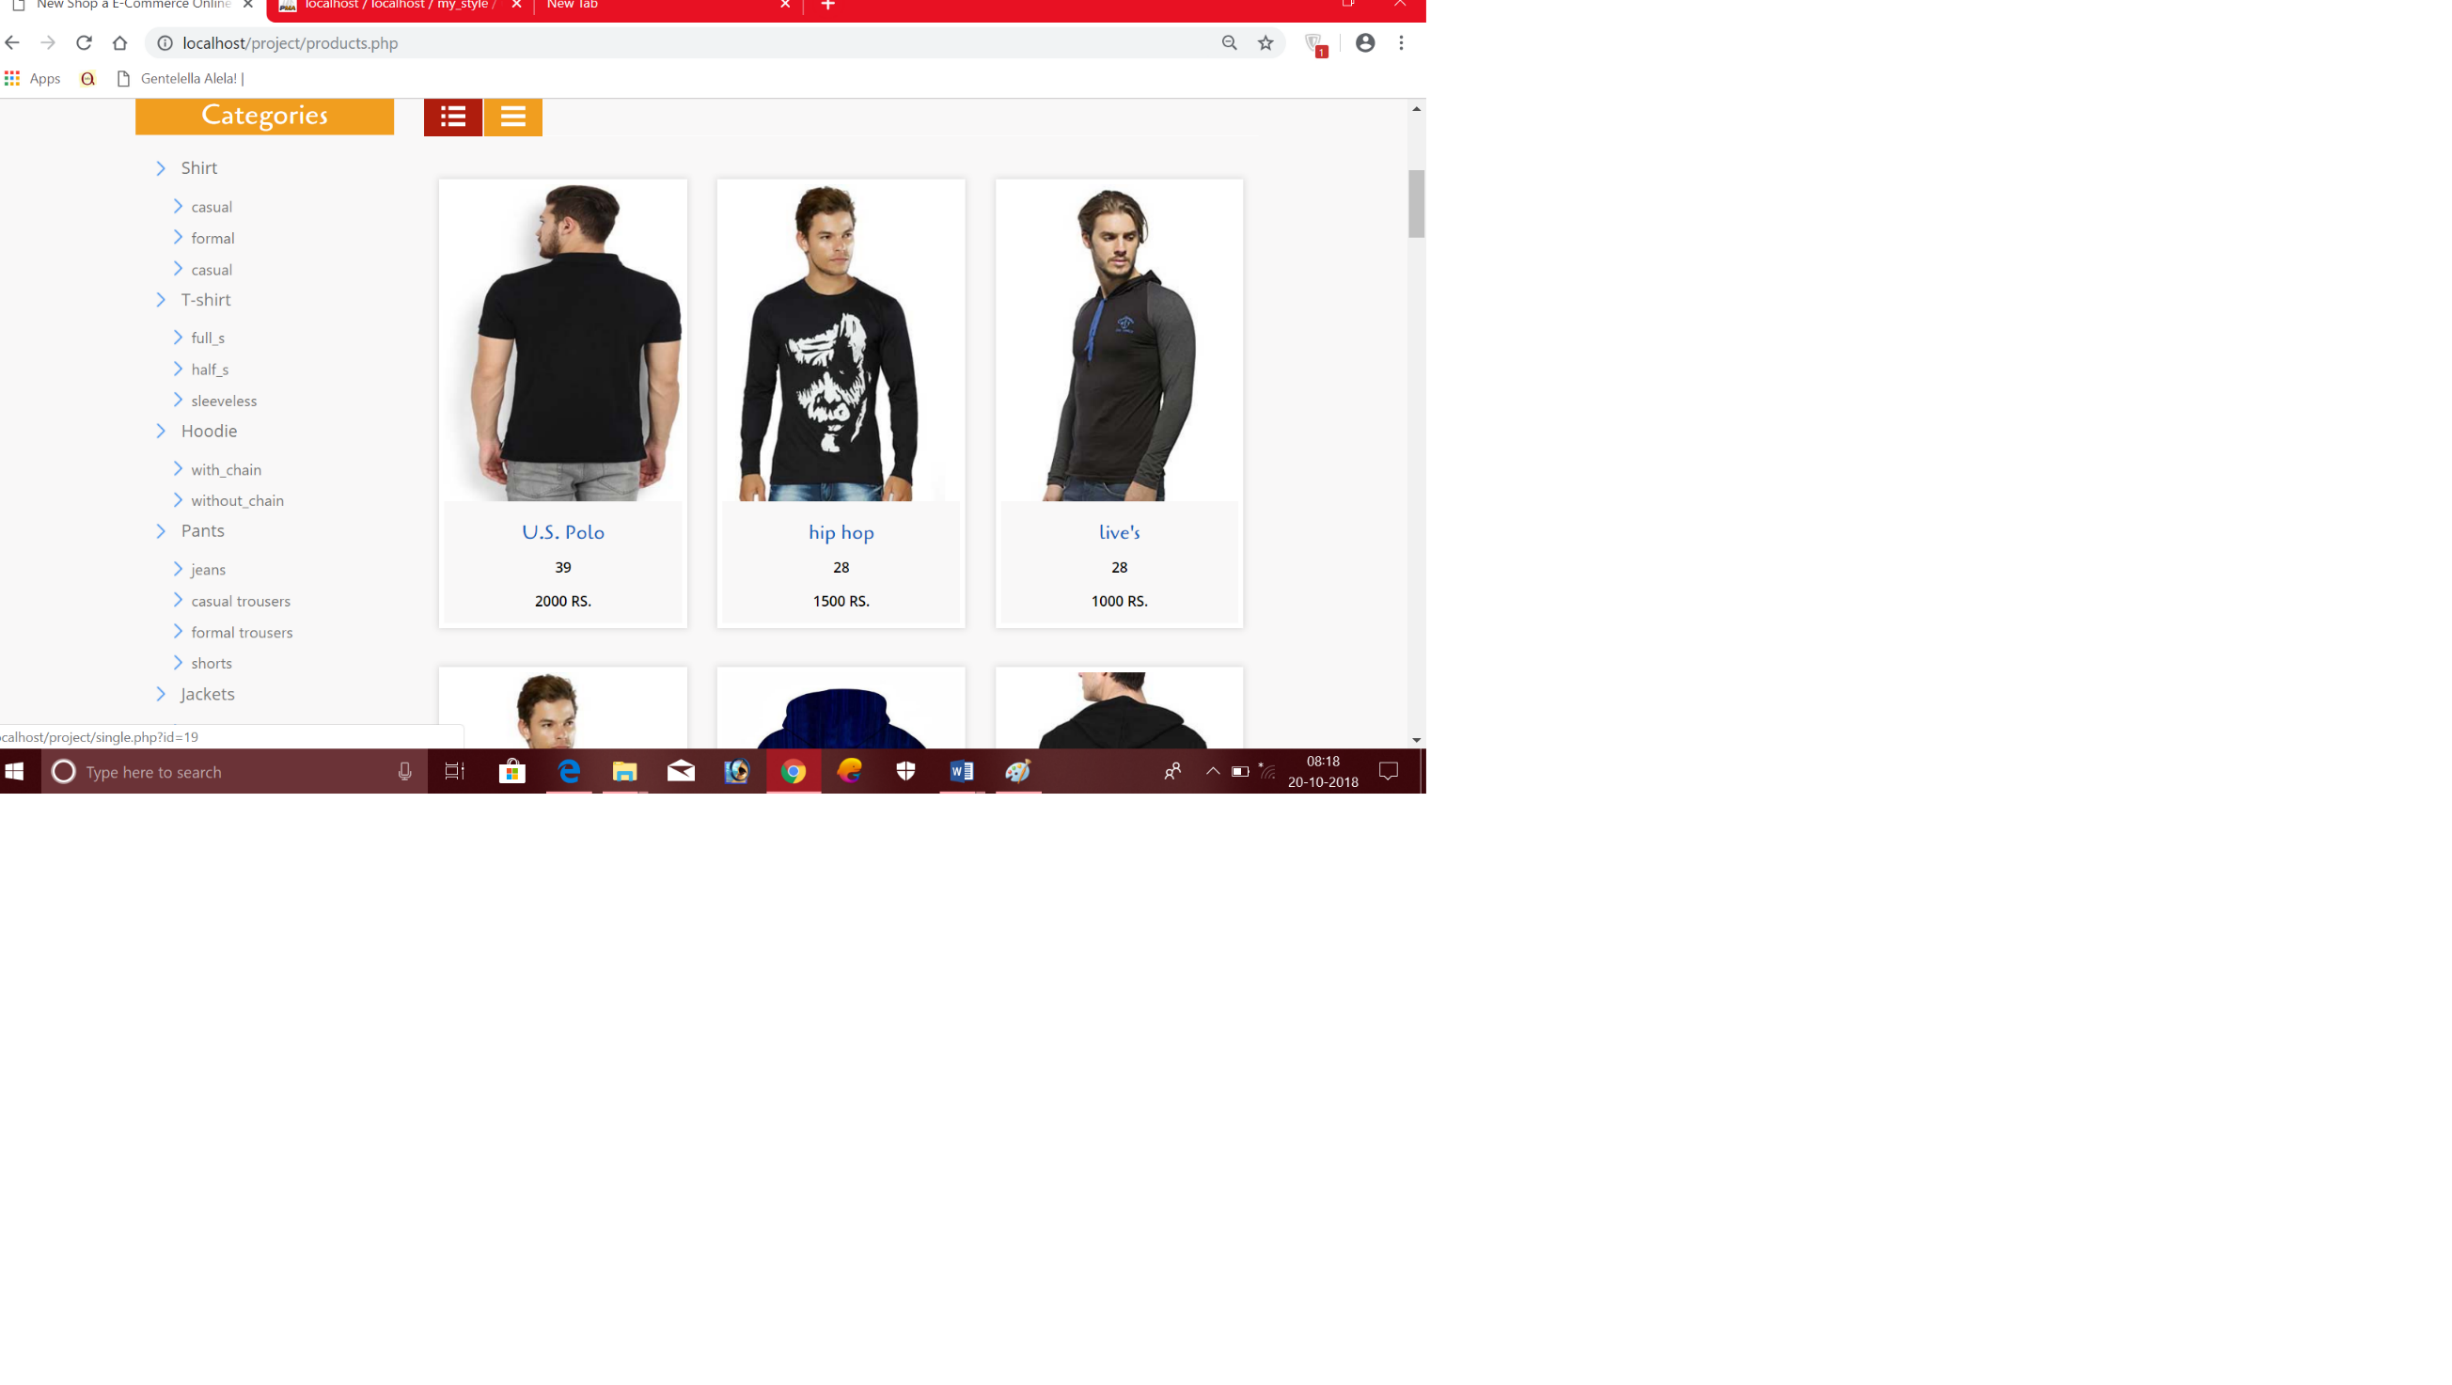 New Shop a E-Commerce Online
localhost / localhost / my_style /
New Tab
localhost/project/products.php
1
Apps
Gentelella Alela! |
Categories
Shirt
casual
formal
casual
T-shirt
full_s
half_s
sleeveless
Hoodie
with_chain
without_chain
Pants
jeans
casual trousers
formal trousers
shorts
Jackets
U.S. Polo
39
2000 RS.
hip hop
28
1500 RS.
live's
28
1000 RS.
ocalhost/project/single.php?id=19
Type here to search
08:18
20-10-2018